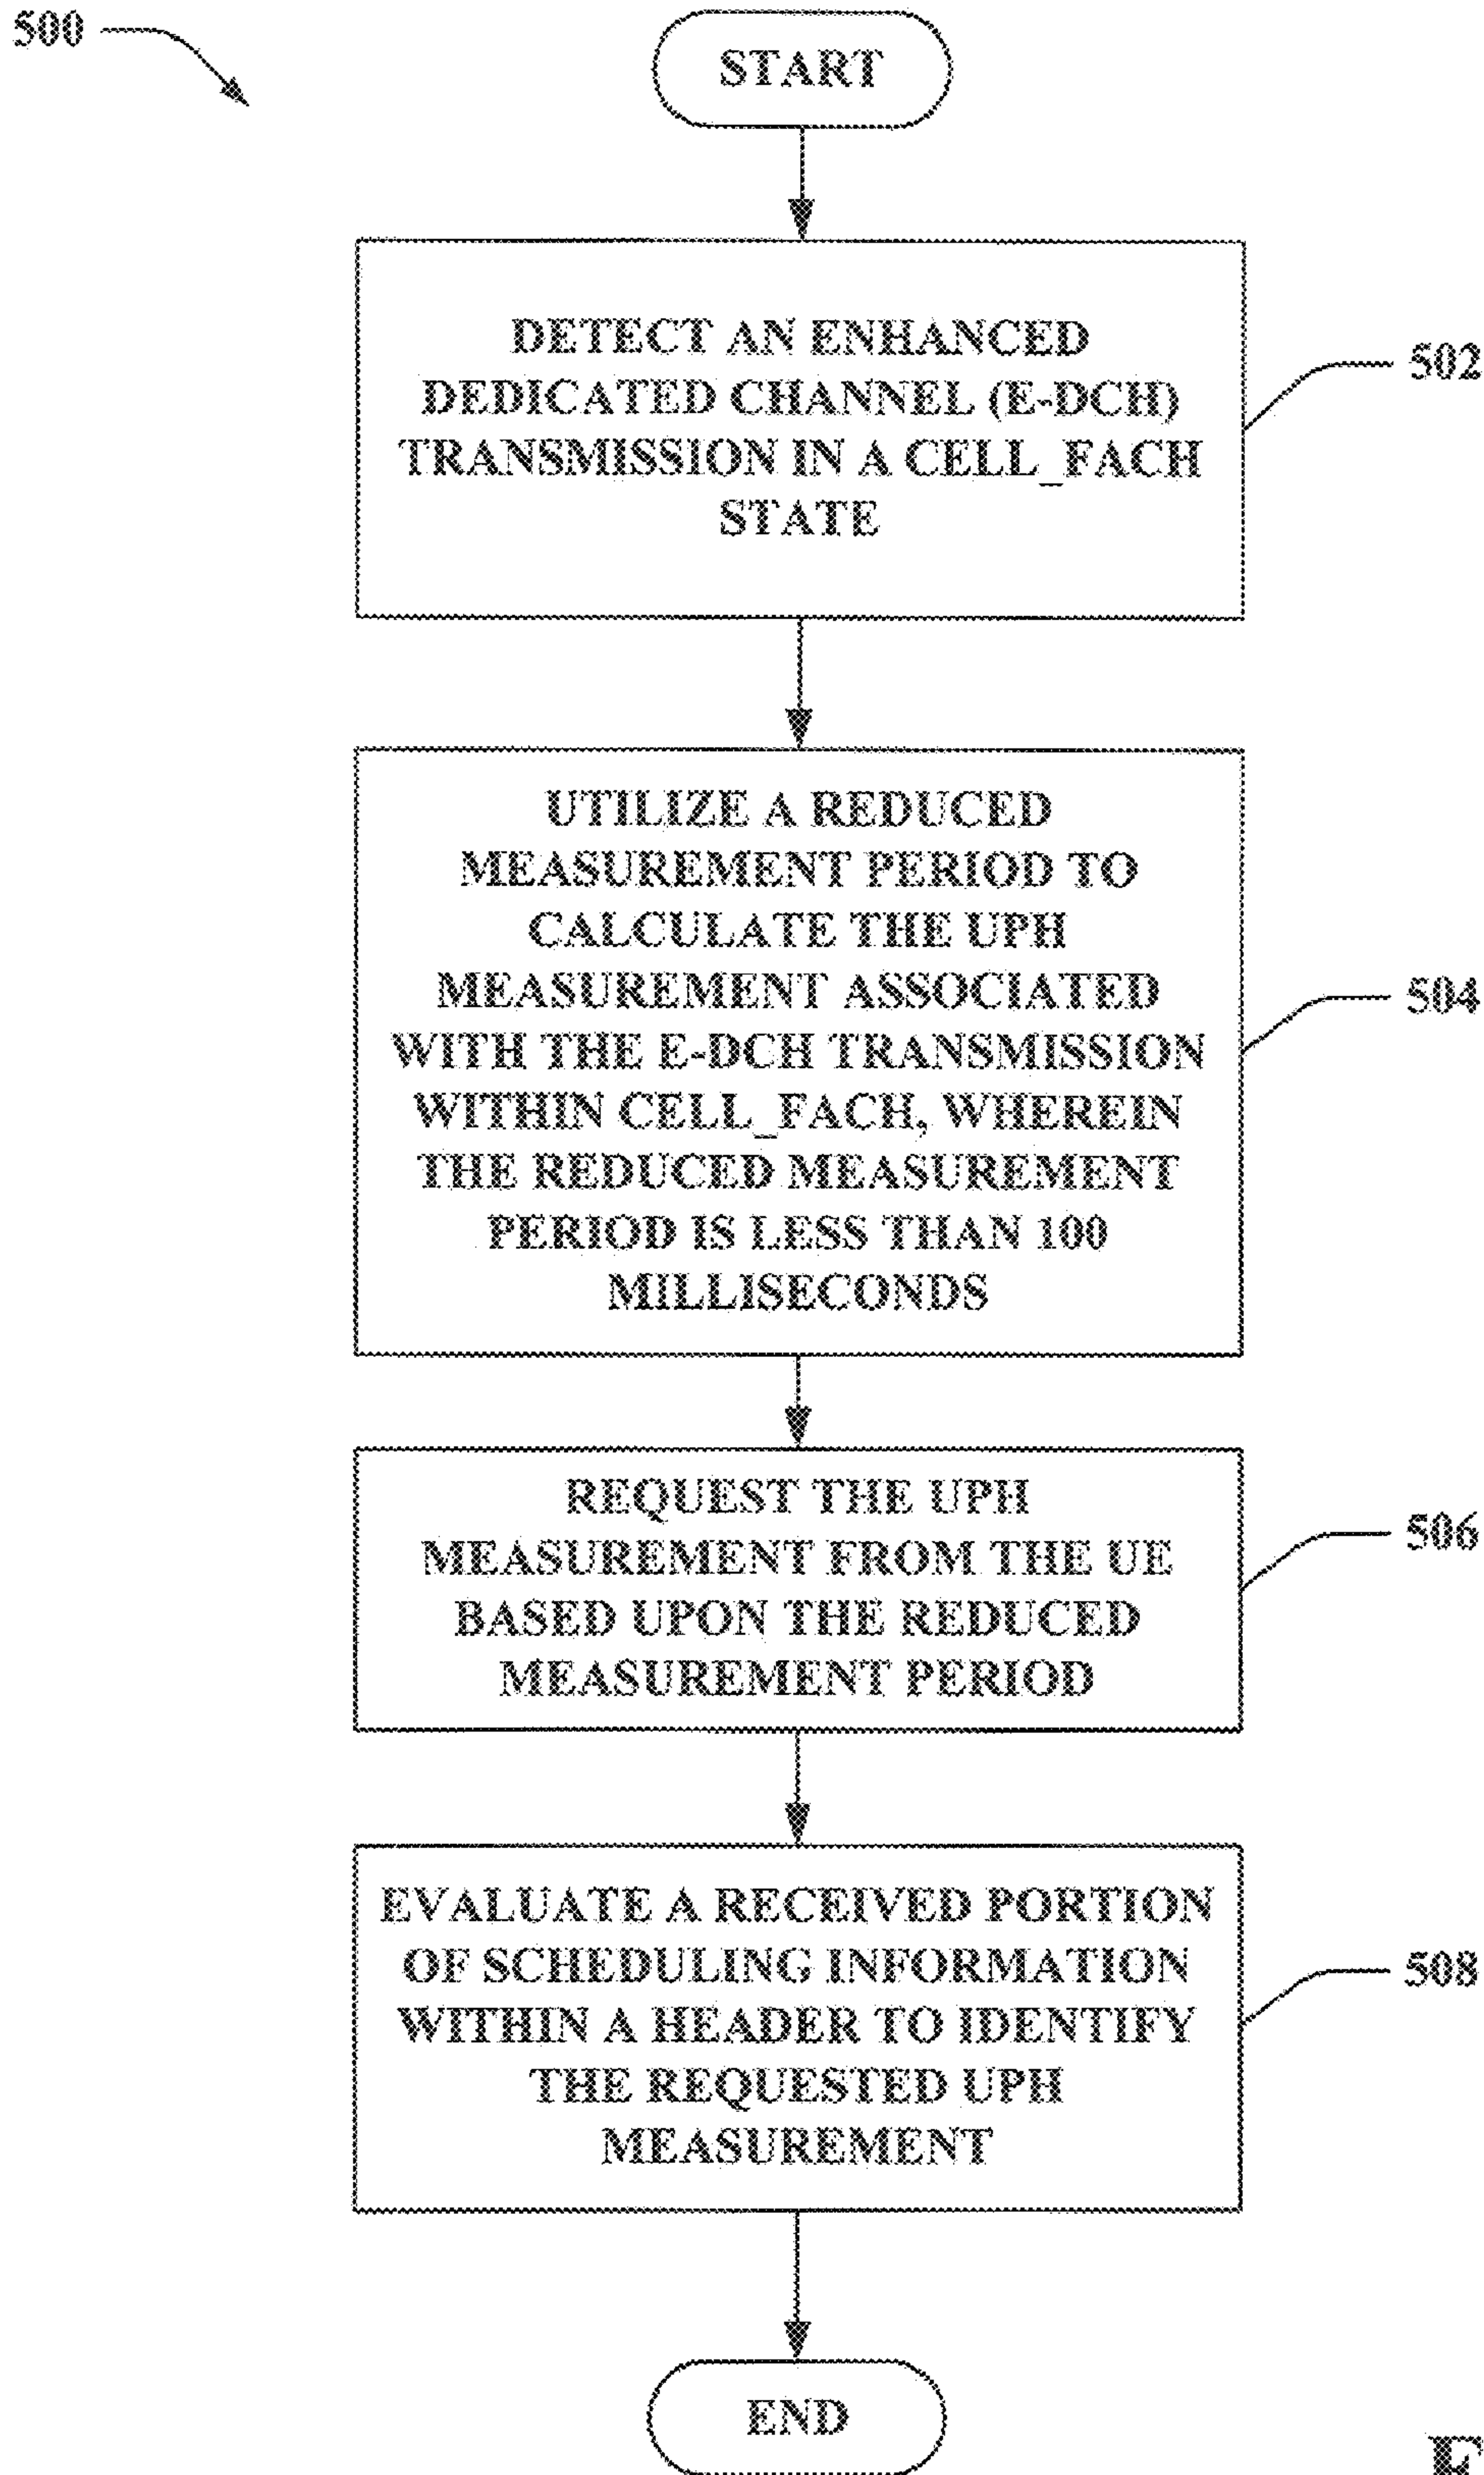 500
START
DETECT AN ENHANCED
DEDICATED CHANNEL (E-DCH)
TRANSMISSION IN A CELL_FACH
STATE
502
UTILIZE A REDUCED
MEASUREMENT PERIOD TO
CALCULATE THE UPH
MEASUREMENT ASSOCIATED
WITH THE E-DCH TRANSMISSION
WITHIN CELL_FACH, WHEREIN
THE REDUCED MEASUREMENT
PERIOD IS LESS THAN 100
MILLISECONDS
504
REQUEST THE UPH
MEASUREMENT FROM THE UE
BASED UPON THE REDUCED
MEASUREMENT PERIOD
506
EVALUATE A RECEIVED PORTION
OF SCHEDULING INFORMATION
WITHIN A HEADER TO IDENTIFY
THE REQUESTED UPH
MEASUREMENT
508
END